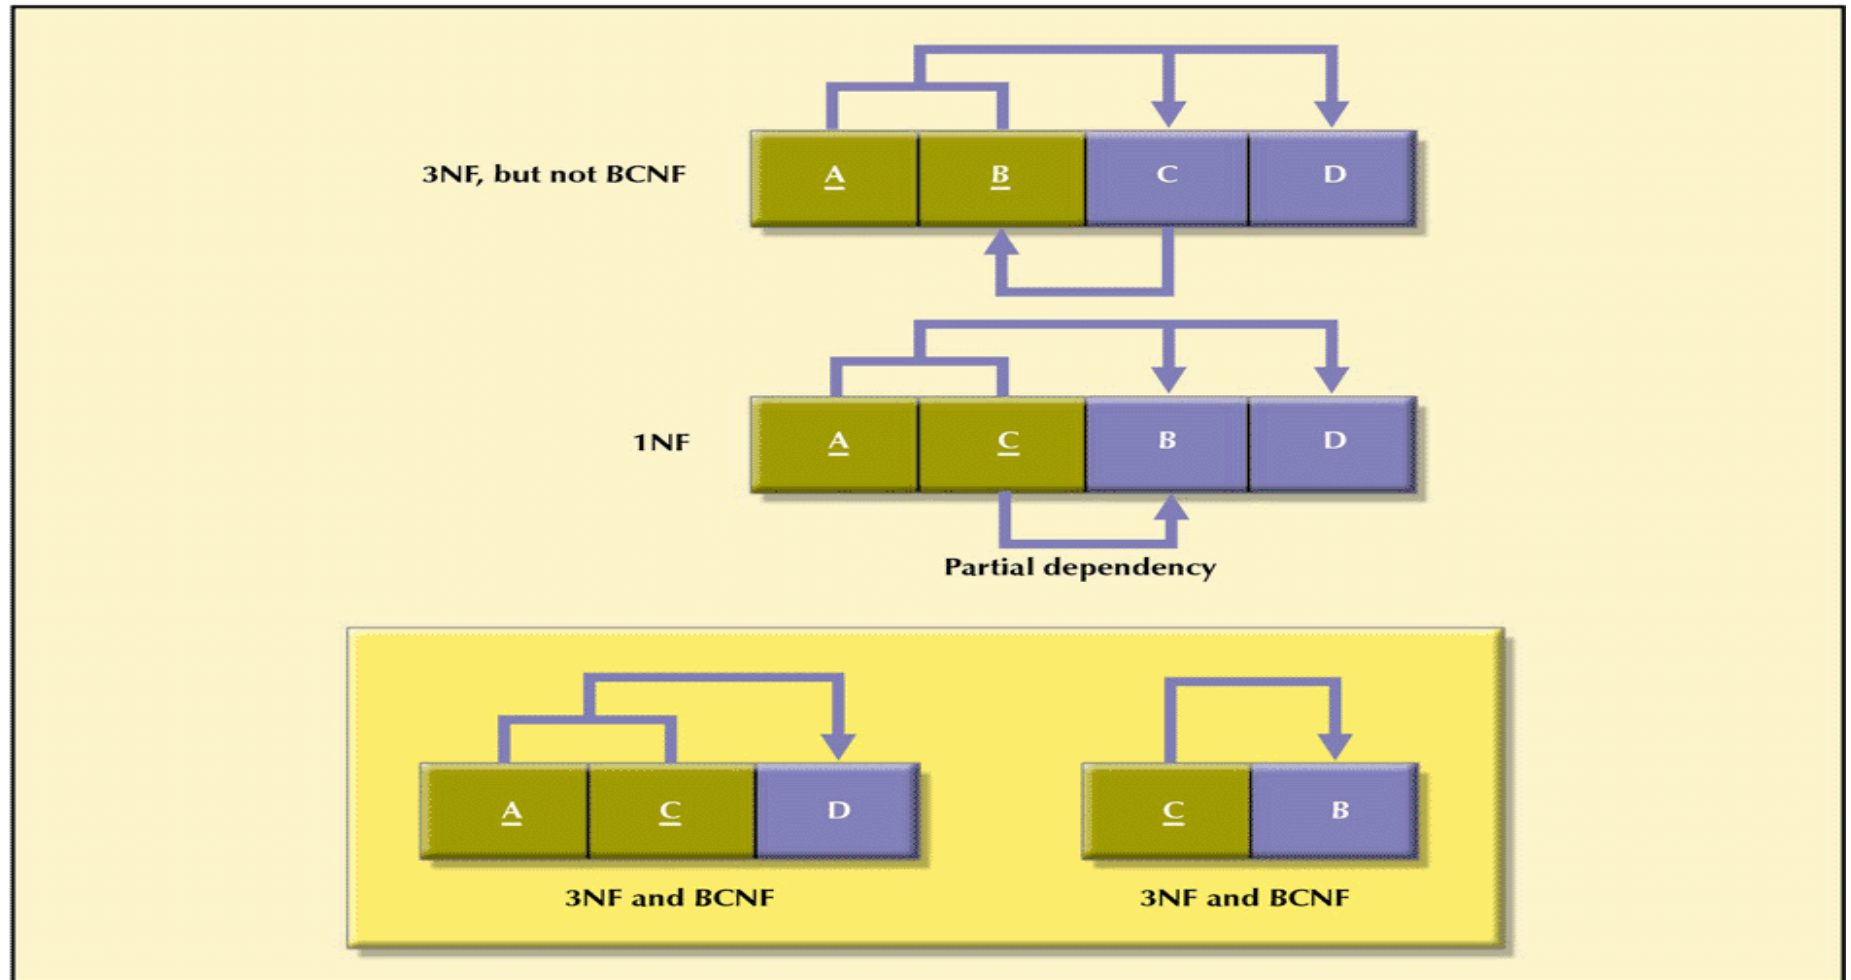 3NF, but not BCNF
A B C D
1NF
A C B D
Partial dependency
A C D
C B
3NF and BCNF
3NF and BCNF